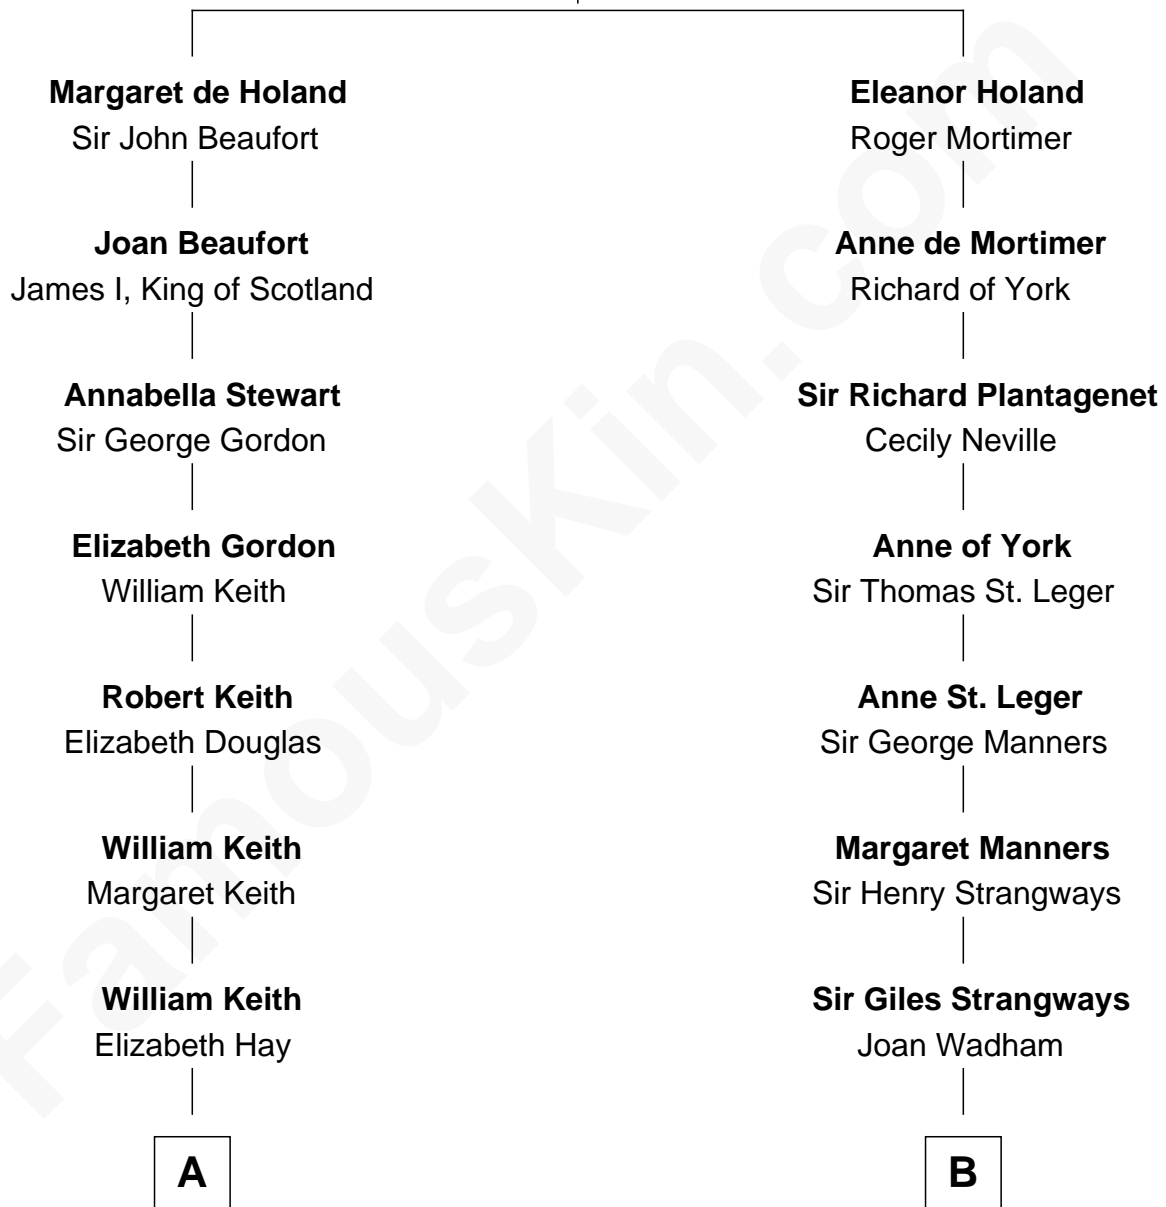 Margaret de Holand
Sir John Beaufort
Joan Beaufort
James I, King of Scotland
Annabella Stewart
Sir George Gordon
Elizabeth Gordon
William Keith
Robert Keith
Elizabeth Douglas
William Keith
Margaret Keith
William Keith
Elizabeth Hay
A
Eleanor Holand
Roger Mortimer
Anne de Mortimer
Richard of York
Sir Richard Plantagenet
Cecily Neville
Anne of York
Sir Thomas St. Leger
Anne St. Leger
Sir George Manners
Margaret Manners
Sir Henry Strangways
Sir Giles Strangways
Joan Wadham
B
FamousKin.com